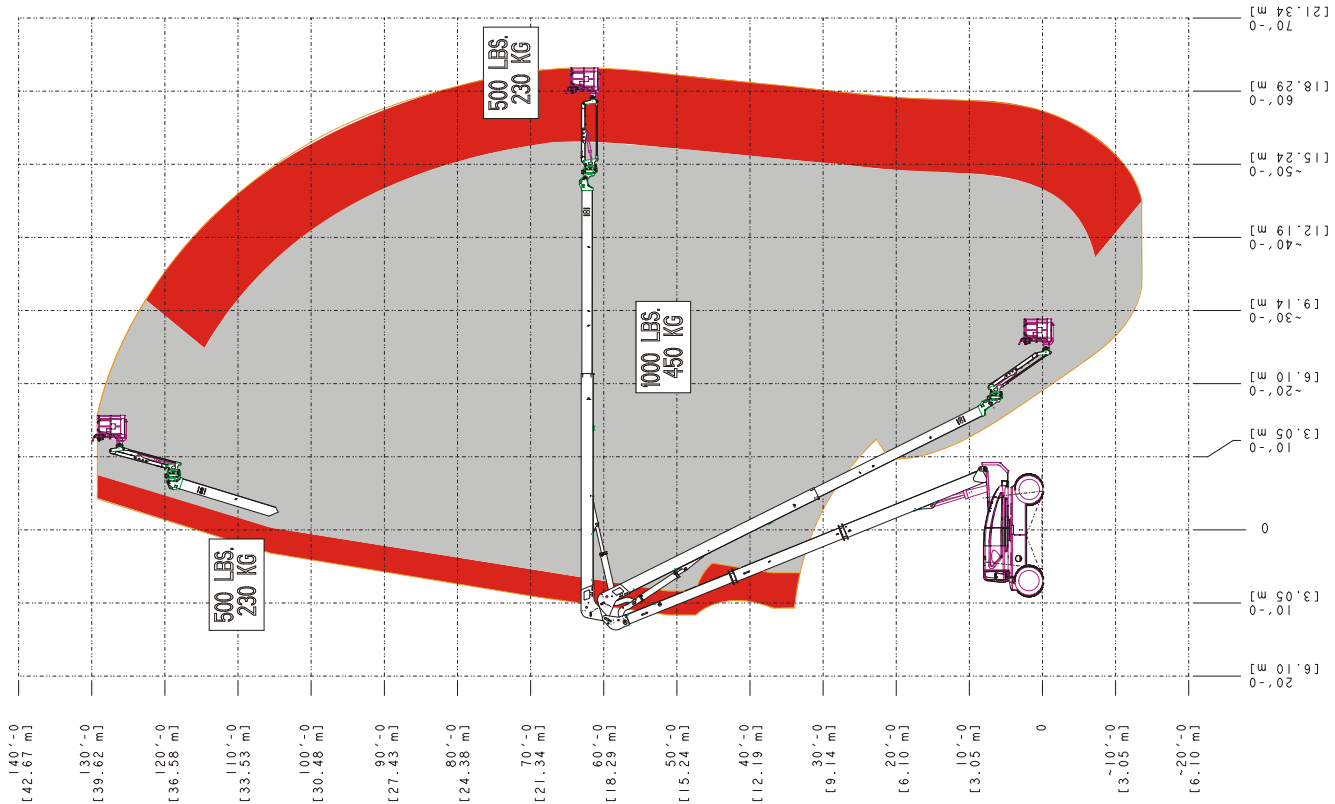 500 LBS.
230 KG
1000 LBS.
450 KG
500 LBS.
230 KG
70'-0
[21.34 m]
60'-0
[18.29 m]
~50'-0
[15.24 m]
~40'-0
[12.19 m]
~30'-0
[9.14 m]
~20'-0
[6.10 m]
10'-0
[3.05 m]
0
10'-0
[3.05 m]
20'-0
[6.10 m]
140'-0
[42.67 m]
130'-0
[39.62 m]
~120'-0
[36.58 m]
~110'-0
[33.53 m]
~100'-0
[30.48 m]
90'-0
[27.43 m]
80'-0
[24.38 m]
70'-0
[21.34 m]
60'-0
[18.29 m]
50'-0
[15.24 m]
40'-0
[12.19 m]
30'-0
[9.14 m]
20'-0
[6.10 m]
10'-0
[3.05 m]
0
~10'-0
[3.05 m]
~20'-0
[6.10 m]